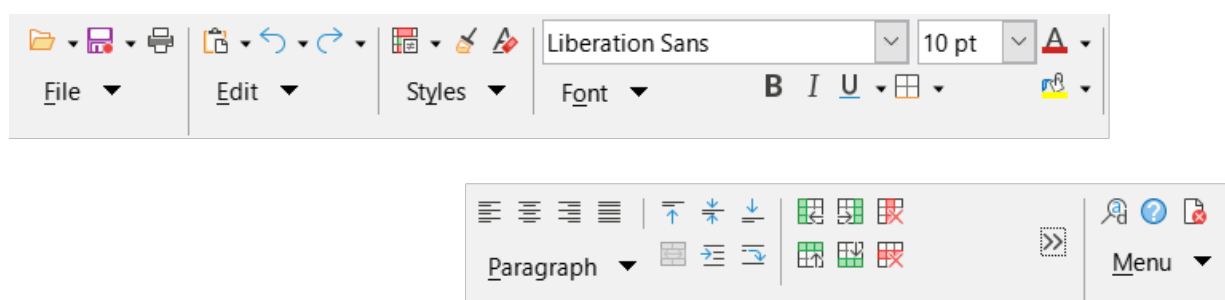 Liberation Sans 10 pt A
File Edit Styles Font B I U
Paragraph Menu